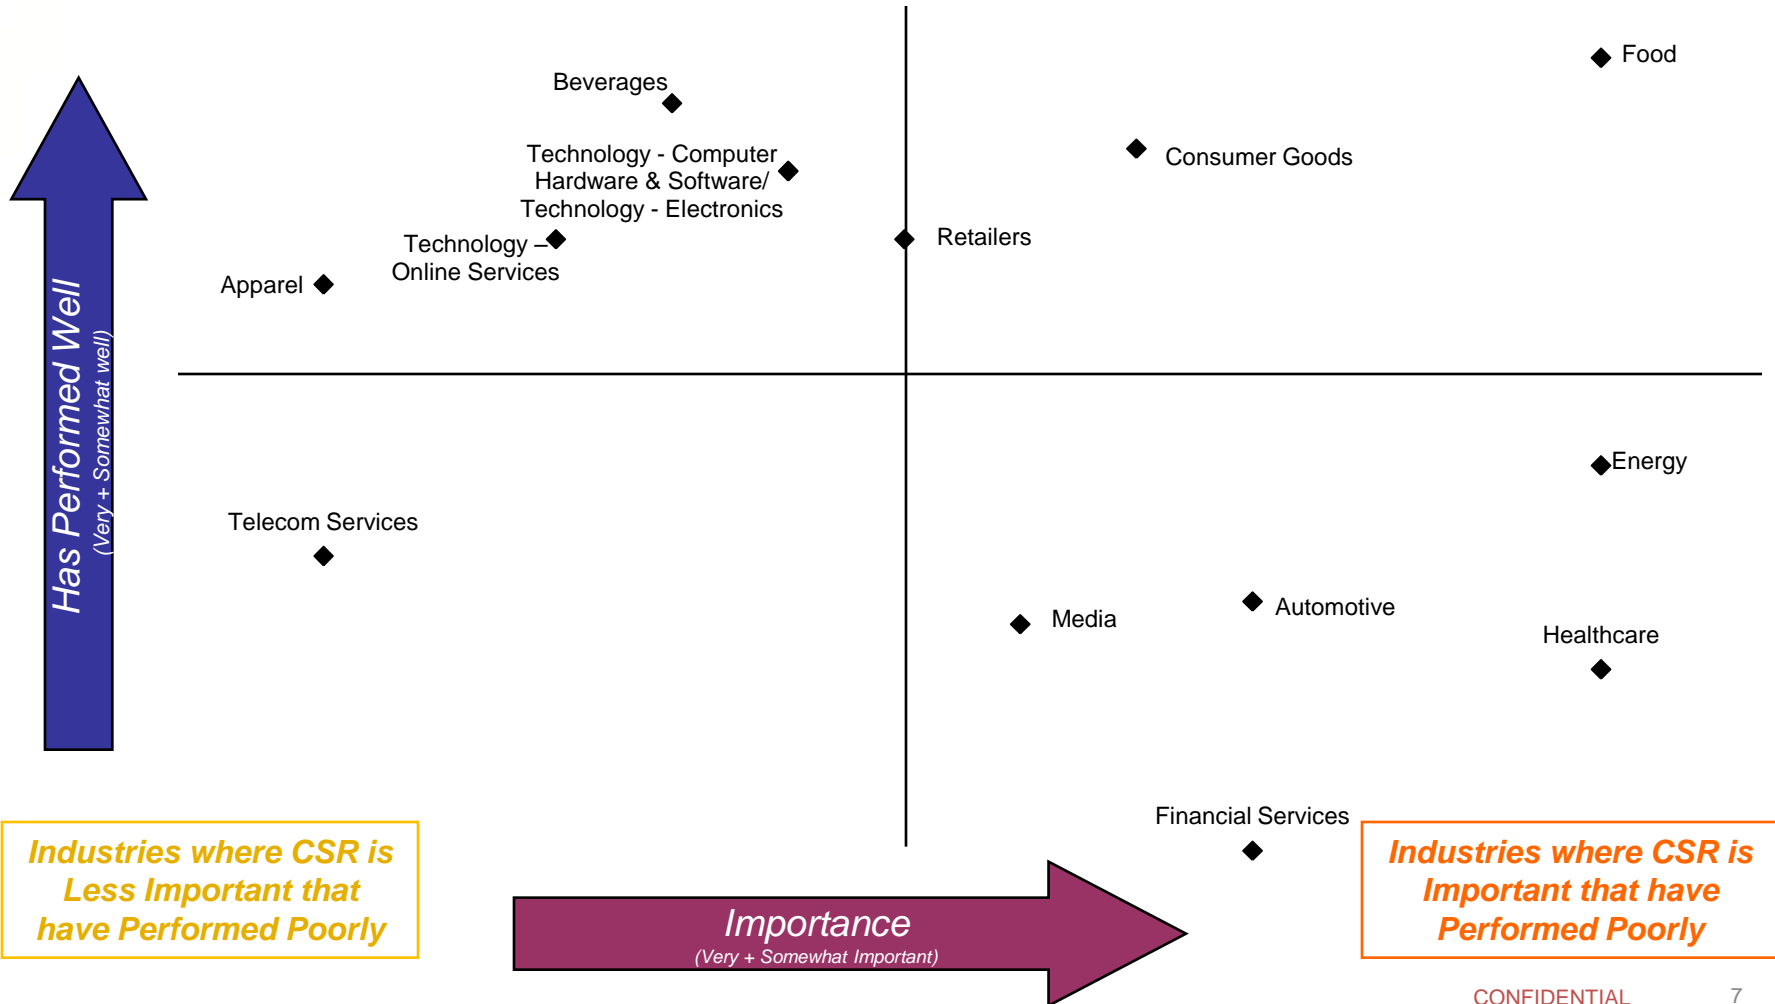 Food
Beverages
Technology - Computer
Hardware & Software/
Technology - Electronics
Consumer Goods
Technology –
Online Services
Retailers
Apparel
Has Performed Well
(Very + Somewhat well)
Energy
Telecom Services
Media
Automotive
Healthcare
Financial Services
Industries where CSR is
Less Important that
have Performed Poorly
Importance
(Very + Somewhat Important)
Industries where CSR is
Important that have
Performed Poorly
CONFIDENTIAL 7